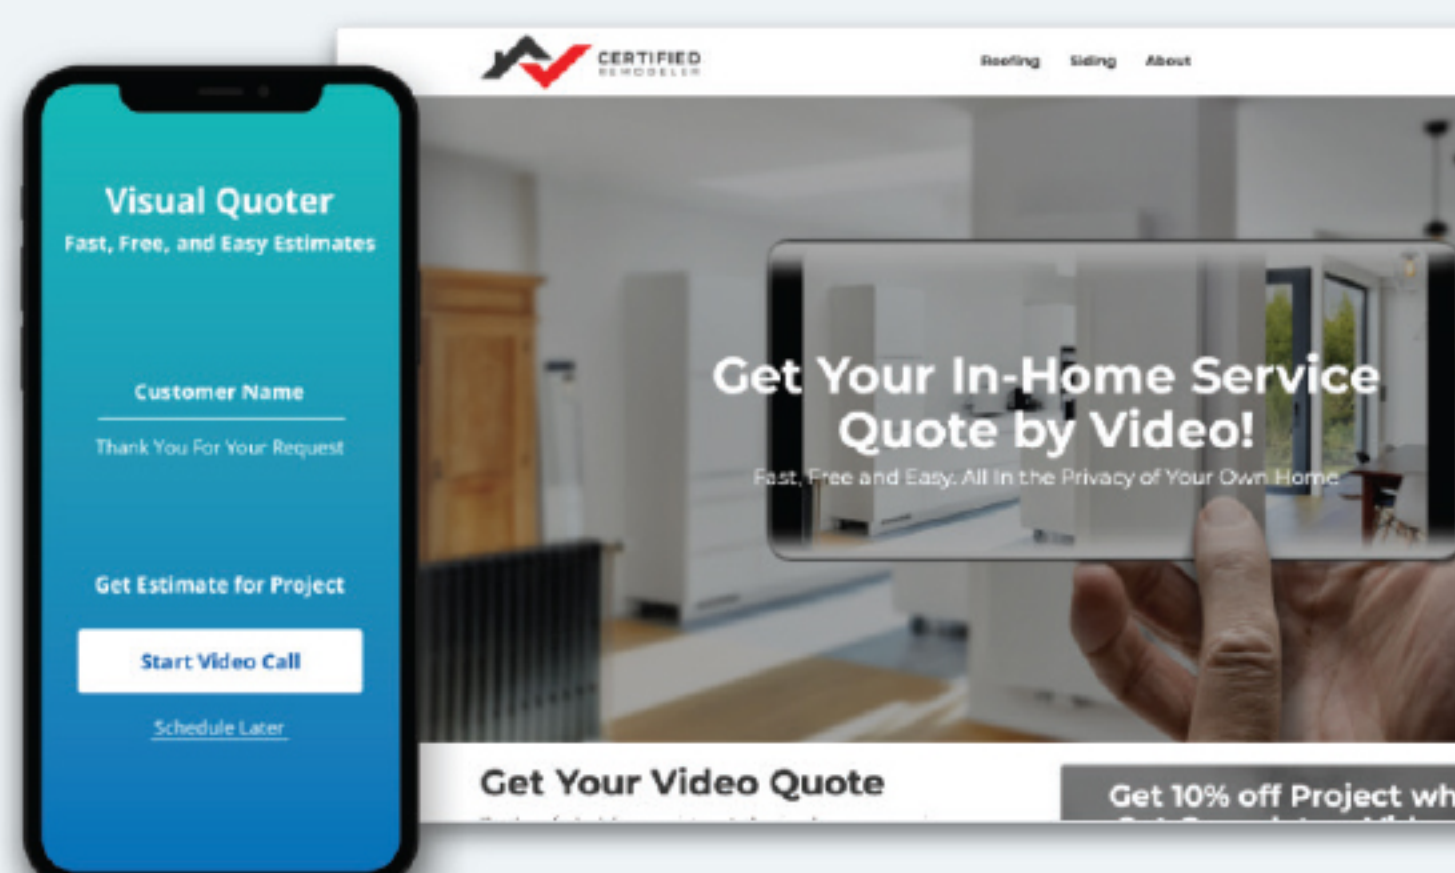 Visual Quoter
Fast, Free, and Easy Estimates
Customer Name
Thank You For Your Request
Get Estimate for Project
Start Video Call
Schedule Later
CERTIFIED
REMODELER
Roofing Siding About
Get Your In-Home Service
Quote by Video!
Fast, Free and Easy. All In the Privacy of Your Own Home
Get Your Video Quote
Get 10% off Project wh